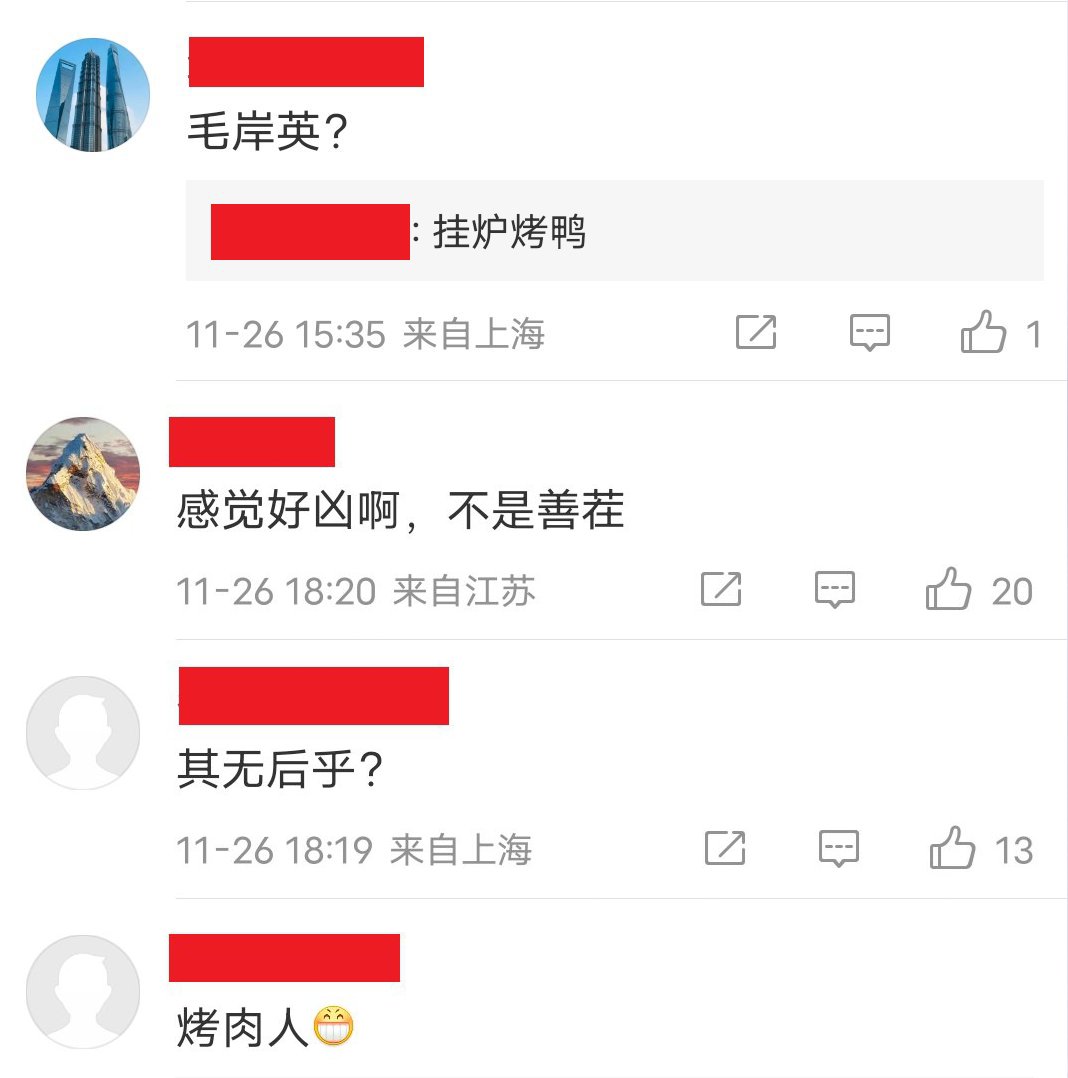 毛岸英?
: 挂炉烤鸭
11-26 15:35 来自上海
1
感觉好凶啊，不是善茬
11-26 18:20 来自江苏
20
其无后乎?
11-26 18:19 来自上海
13
烤肉人😁